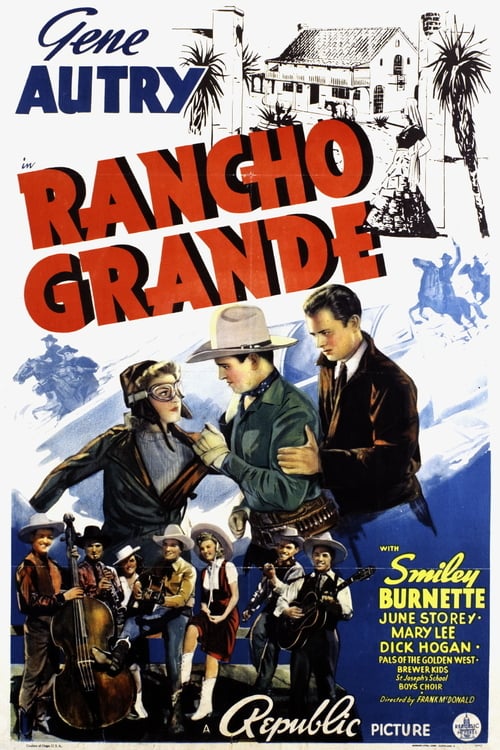 Gene
AUTRY
in
RANCHO
GRANDE
WITH
Smiley
BURNETTE
JUNE STOREY·
MARY LEE
DICK HOGAN·
PALS OF THE GOLDEN WEST·
BREWER KIDS
St Joseph's School
BOYS CHOIR
Directed by FRANK McDONALD
A Republic PICTURE